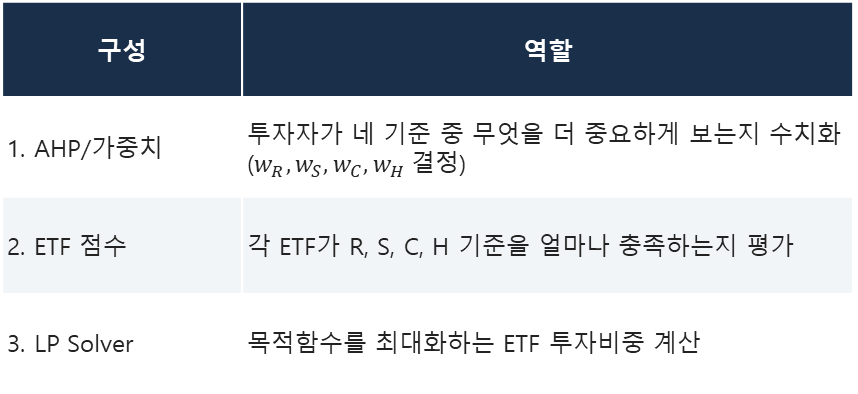 구성
역할
1. AHP/가중치
투자자가 네 기준 중 무엇을 더 중요하게 보는지 수치화
(w_R, w_S, w_C, w_H 결정)
2. ETF 점수
각 ETF가 R, S, C, H 기준을 얼마나 충족하는지 평가
3. LP Solver
목적함수를 최대화하는 ETF 투자비중 계산